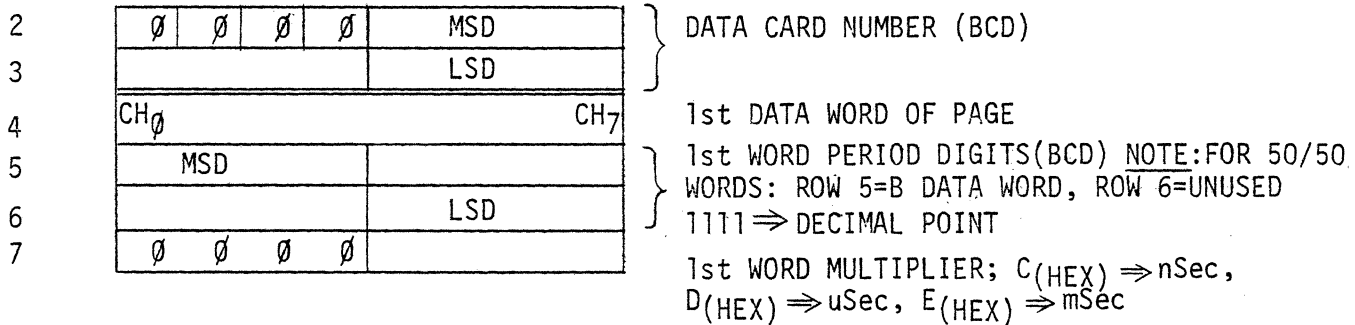 2 Ø Ø Ø Ø MSD DATA CARD NUMBER (BCD)
3 LSD
4 CHØ CH7 1st DATA WORD OF PAGE
5 MSD 1st WORD PERIOD DIGITS(BCD) NOTE:FOR 50/50
WORDS: ROW 5=B DATA WORD, ROW 6=UNUSED
6 LSD
1111⇒DECIMAL POINT
7 Ø Ø Ø Ø
1st WORD MULTIPLIER; C(HEX)⇒nSec,
D(HEX)⇒uSec, E(HEX)⇒mSec